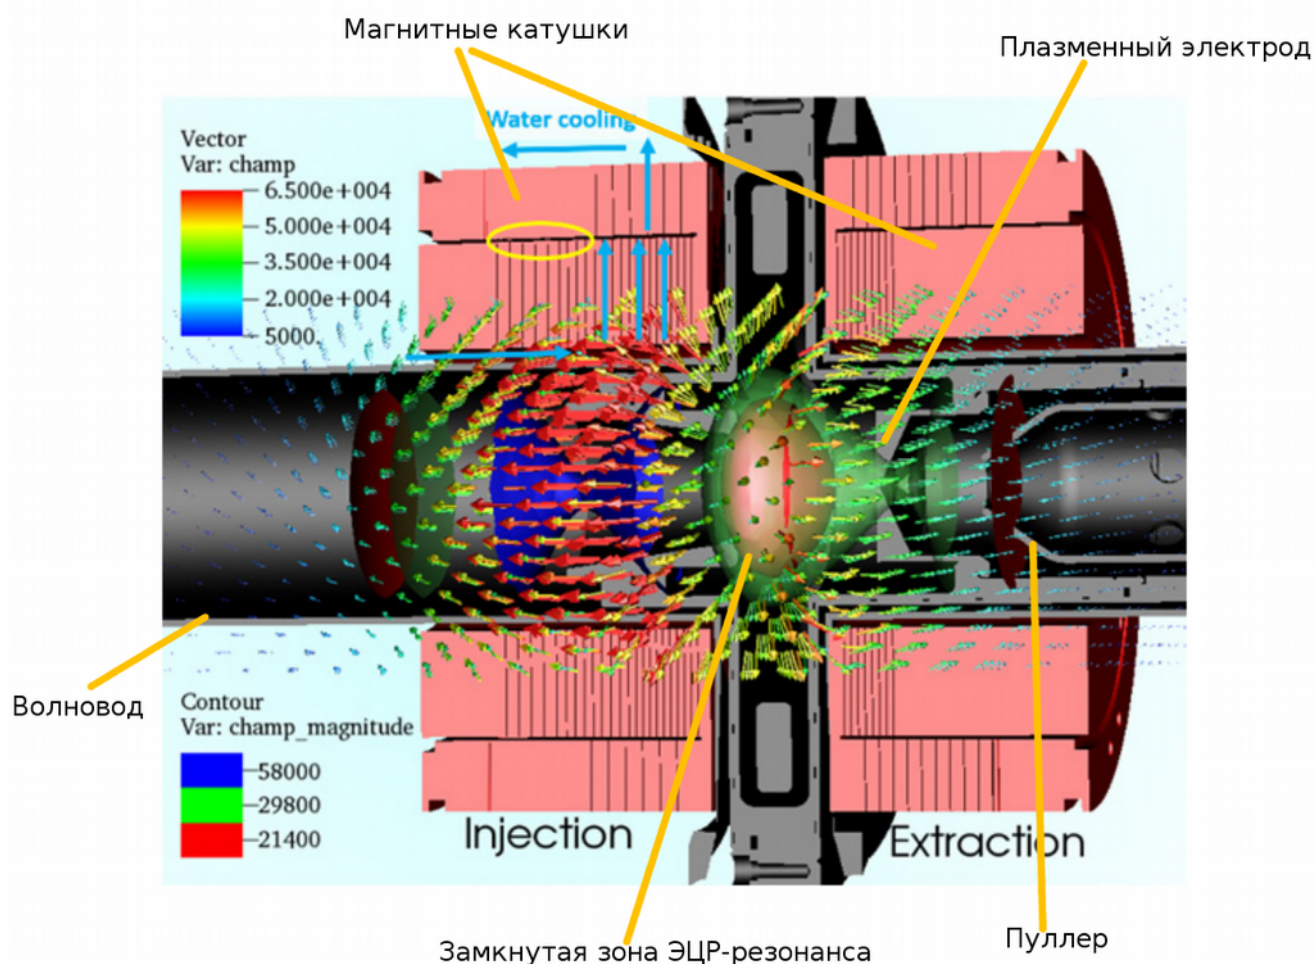 Магнитные катушки
Плазменный электрод
Water cooling
Vector
Var: champ
6.500e+004
5.000e+004
3.500e+004
2.000e+004
5000.
Волновод
Contour
Var: champ_magnitude
58000
29800
21400
Injection
Extraction
Замкнутая зона ЭЦР-резонанса
Пуллер